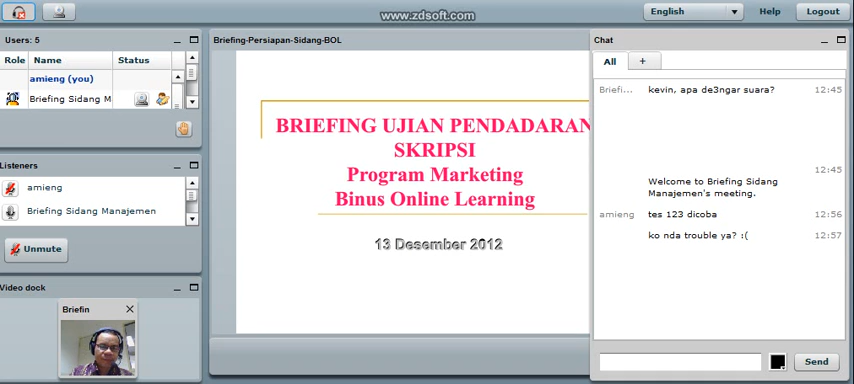 www.zdsoft.com
English
Help
Logout
Users: 5
Role Name Status
amieng (you)
Briefing Sidang M
Listeners
amieng
Briefing Sidang Manajemen
Unmute
Video dock
Briefin
Briefing-Persiapan-Sidang-BOL
BRIEFING UJIAN PENDADARAN
SKRIPSI
Program Marketing
Binus Online Learning
13 Desember 2012
Chat
All +
Briefi... kevin, apa de3ngar suara? 12:45
12:45
Welcome to Briefing Sidang
Manajemen's meeting.
amieng tes 123 dicoba 12:56
ko nda trouble ya? :( 12:57
Send